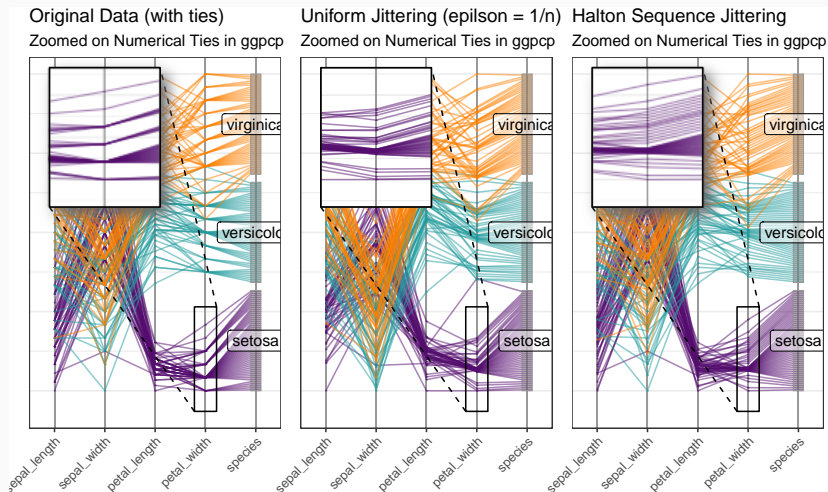 Original Data (with ties)
Zoomed on Numerical Ties in ggpcp
virginica
versicolo
setosa
sepal_length
sepal_width
petal_length
petal_width
species
Uniform Jittering (epilson = 1/n)
Zoomed on Numerical Ties in ggpcp
virginica
versicolo
setosa
sepal_length
sepal_width
petal_length
petal_width
species
Halton Sequence Jittering
Zoomed on Numerical Ties in ggpcp
virginica
versicolo
setosa
sepal_length
sepal_width
petal_length
petal_width
species